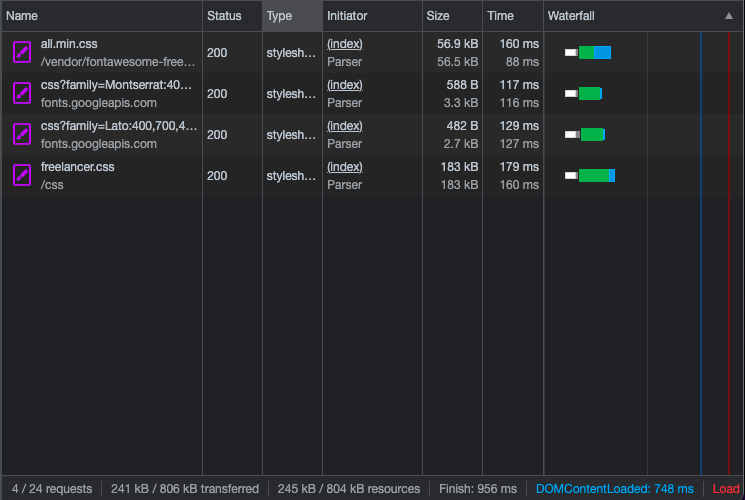 Name Status Type Initiator Size Time Waterfall ▲
all.min.css 200 stylesh… (index) 56.9 kB 160 ms
/vendor/fontawesome-free… Parser 56.5 kB 88 ms
css?family=Montserrat:40… 200 stylesh… (index) 588 B 117 ms
fonts.googleapis.com Parser 3.3 kB 116 ms
css?family=Lato:400,700,4… 200 stylesh… (index) 482 B 129 ms
fonts.googleapis.com Parser 2.7 kB 127 ms
freelancer.css 200 stylesh… (index) 183 kB 179 ms
/css Parser 183 kB 160 ms
4 / 24 requests 241 kB / 806 kB transferred 245 kB / 804 kB resources Finish: 956 ms DOMContentLoaded: 748 ms Load